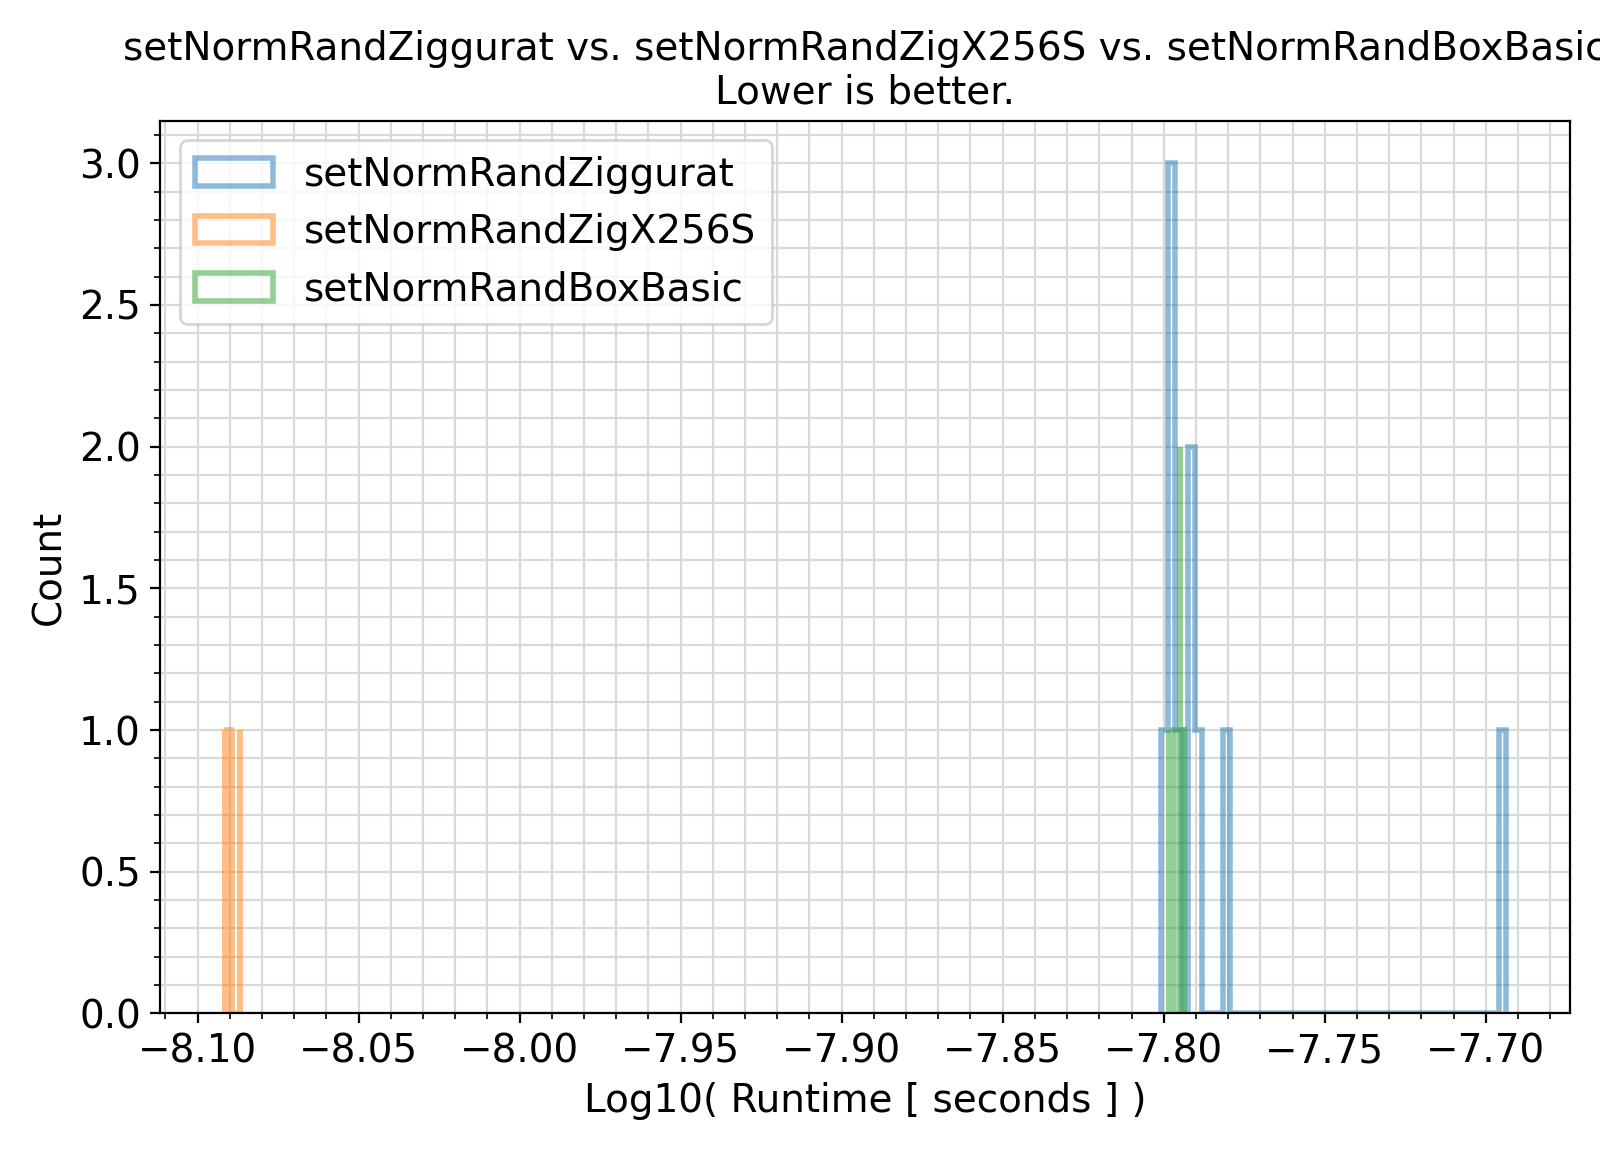 setNormRandZiggurat vs. setNormRandZigX256S vs. setNormRandBoxBasic
Lower is better.
3.0
2.5
2.0
1.5
1.0
0.5
0.0
Count
setNormRandZiggurat
setNormRandZigX256S
setNormRandBoxBasic
−8.10 −8.05 −8.00 −7.95 −7.90 −7.85 −7.80 −7.75 −7.70
Log10( Runtime [ seconds ] )